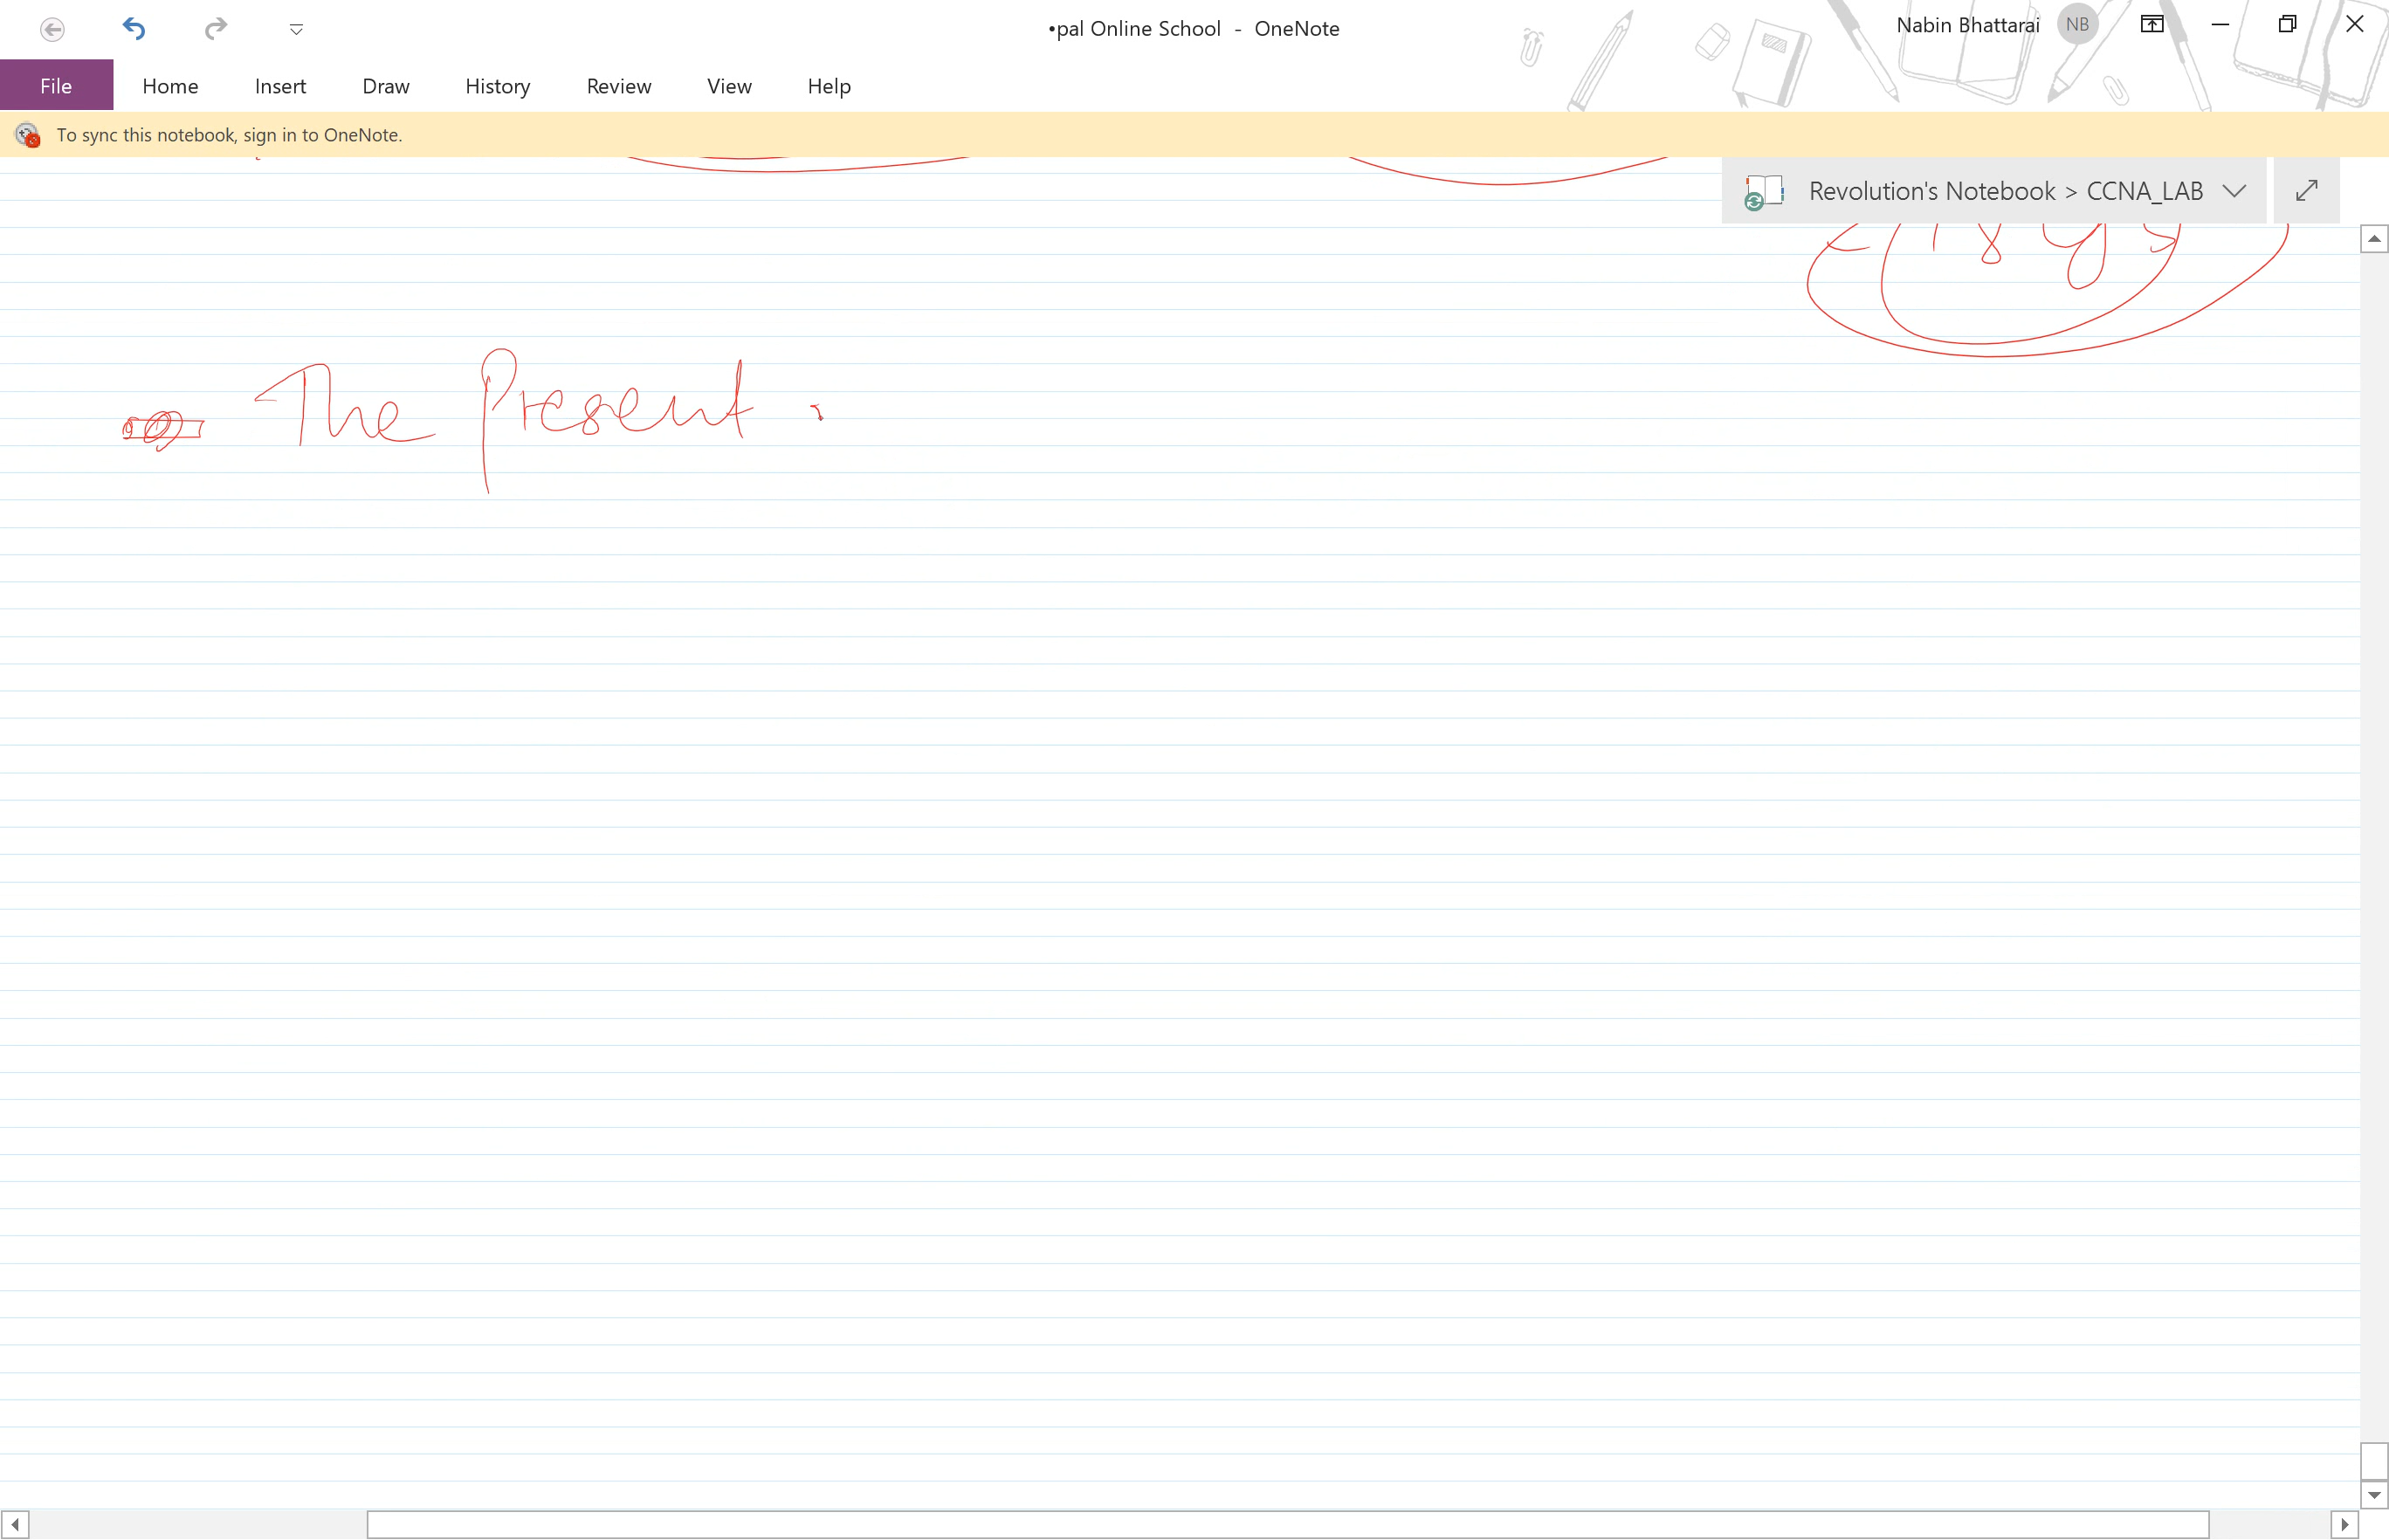 •pal Online School - OneNote
Nabin Bhattarai NB
File Home Insert Draw History Review View Help
To sync this notebook, sign in to OneNote.
Revolution's Notebook > CCNA_LAB
The Present